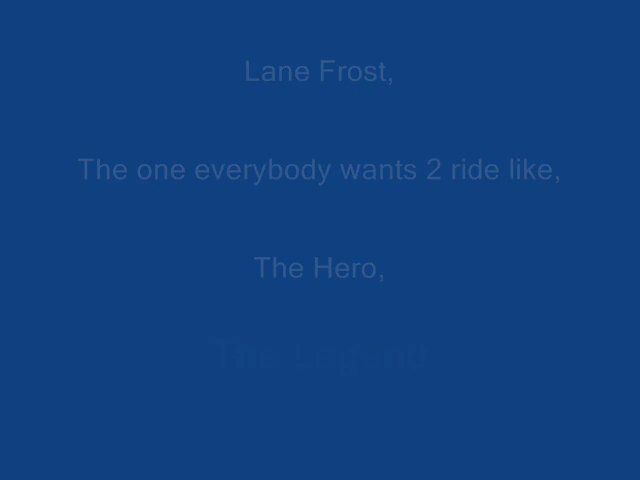 Lane Frost,
The one everybody wants 2 ride like,
The Hero,
The Legend